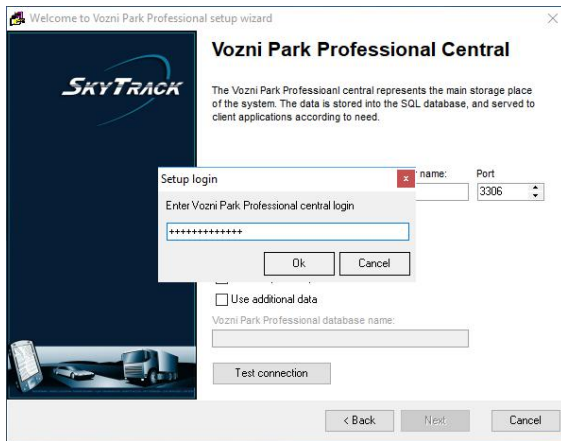 Welcome to Vozni Park Professional setup wizard
SKYTRACK
Vozni Park Professional Central
The Vozni Park Professioanl central represents the main storage place
of the system. The data is stored into the SQL database, and served to
client applications according to need.
name:
Port
3306
Setup login
x
Enter Vozni Park Professional central login
+++++++++++++
Ok
Cancel
Use additional data
Vozni Park Professional database name:
Test connection
< Back
Next
Cancel